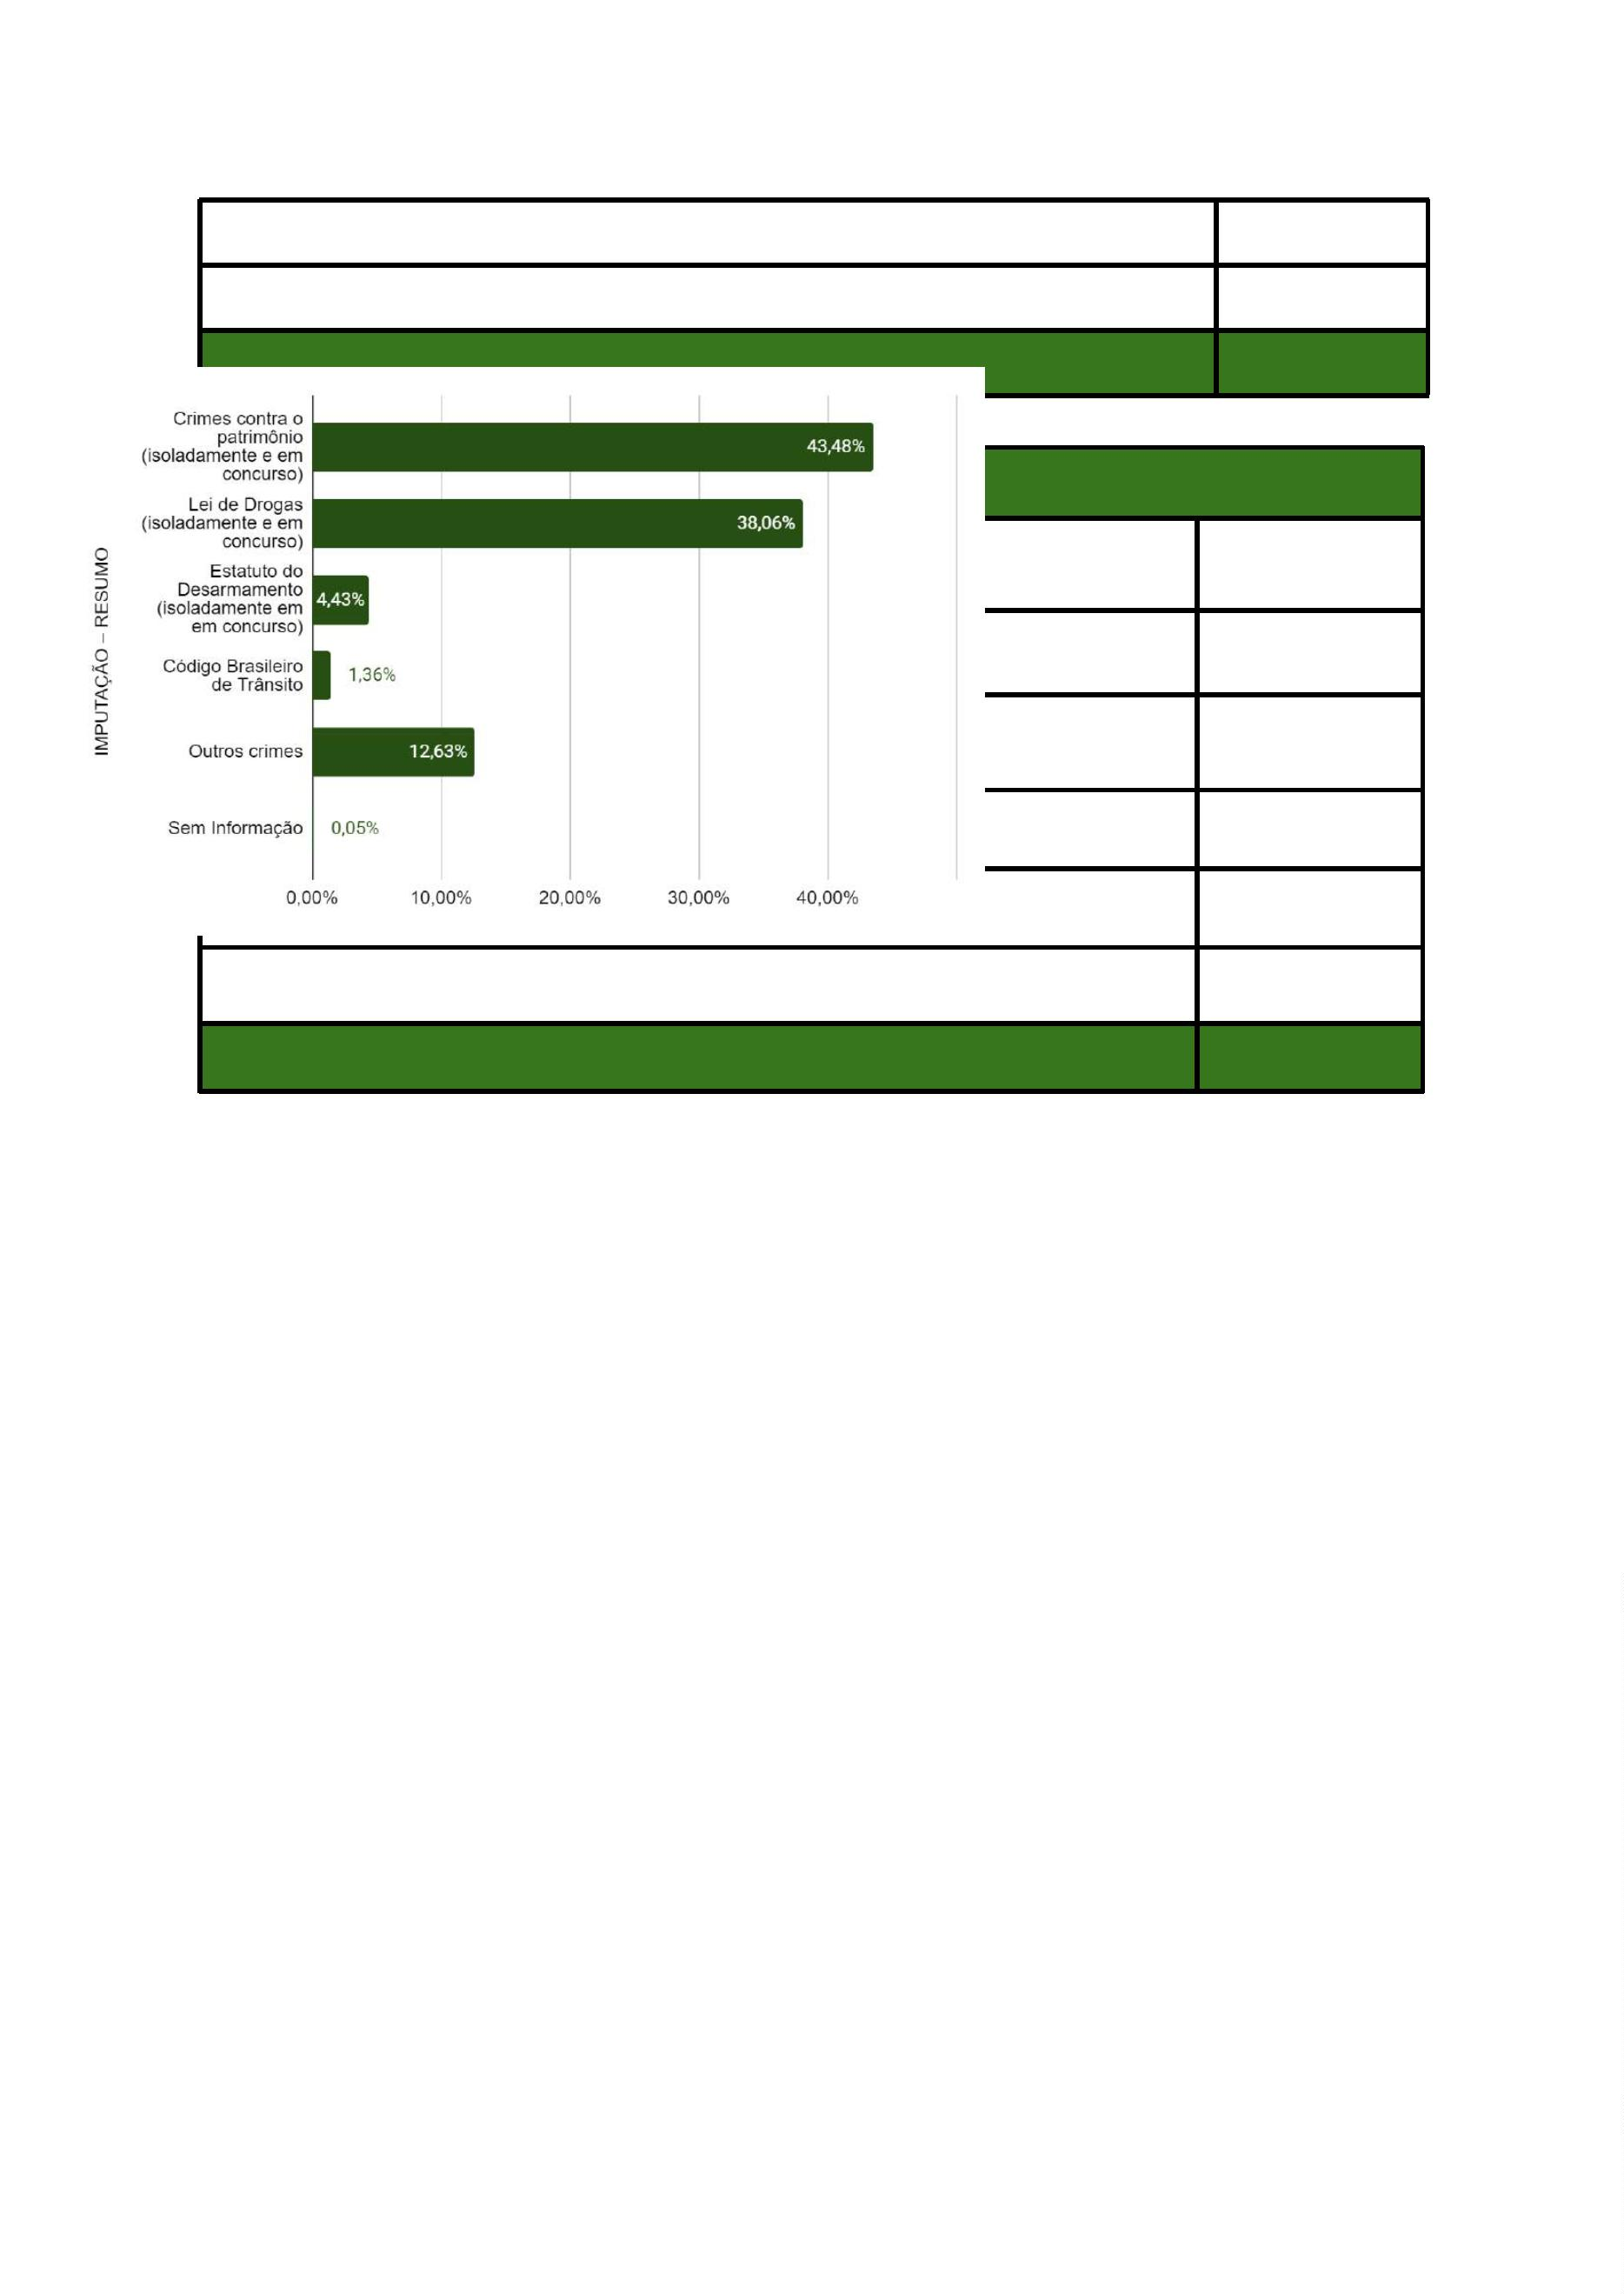 Crimes contra o
patrimônio
(isoladamente e em
concurso)
43,48%
Lei de Drogas
(isoladamente e em
concurso)
38,06%
Estatuto do
Desarmamento
(isoladamente em
em concurso)
4,43%
Código Brasileiro
de Trânsito
1,36%
Outros crimes
12,63%
Sem Informação
0,05%
0,00%
10,00%
20,00%
30,00%
40,00%
IMPUTAÇÃO – RESUMO